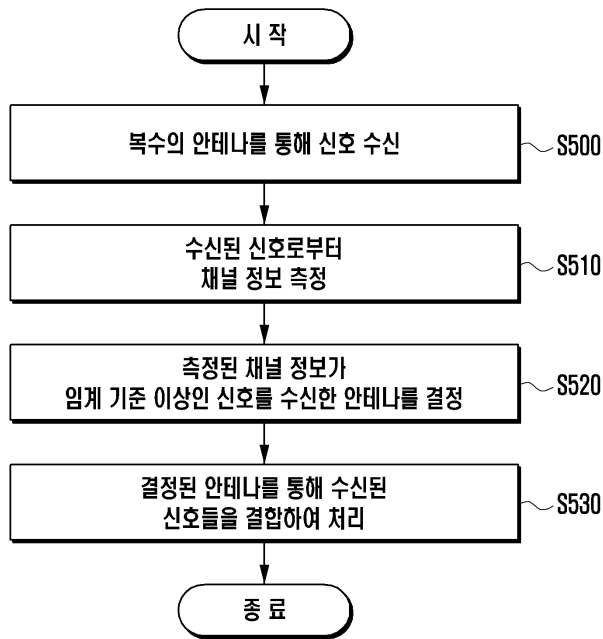 시 작
복수의 안테나를 통해 신호 수신
S500
수신된 신호로부터
채널 정보 측정
S510
측정된 채널 정보가
임계 기준 이상인 신호를 수신한 안테나를 결정
S520
결정된 안테나를 통해 수신된
신호들을 결합하여 처리
S530
종 료